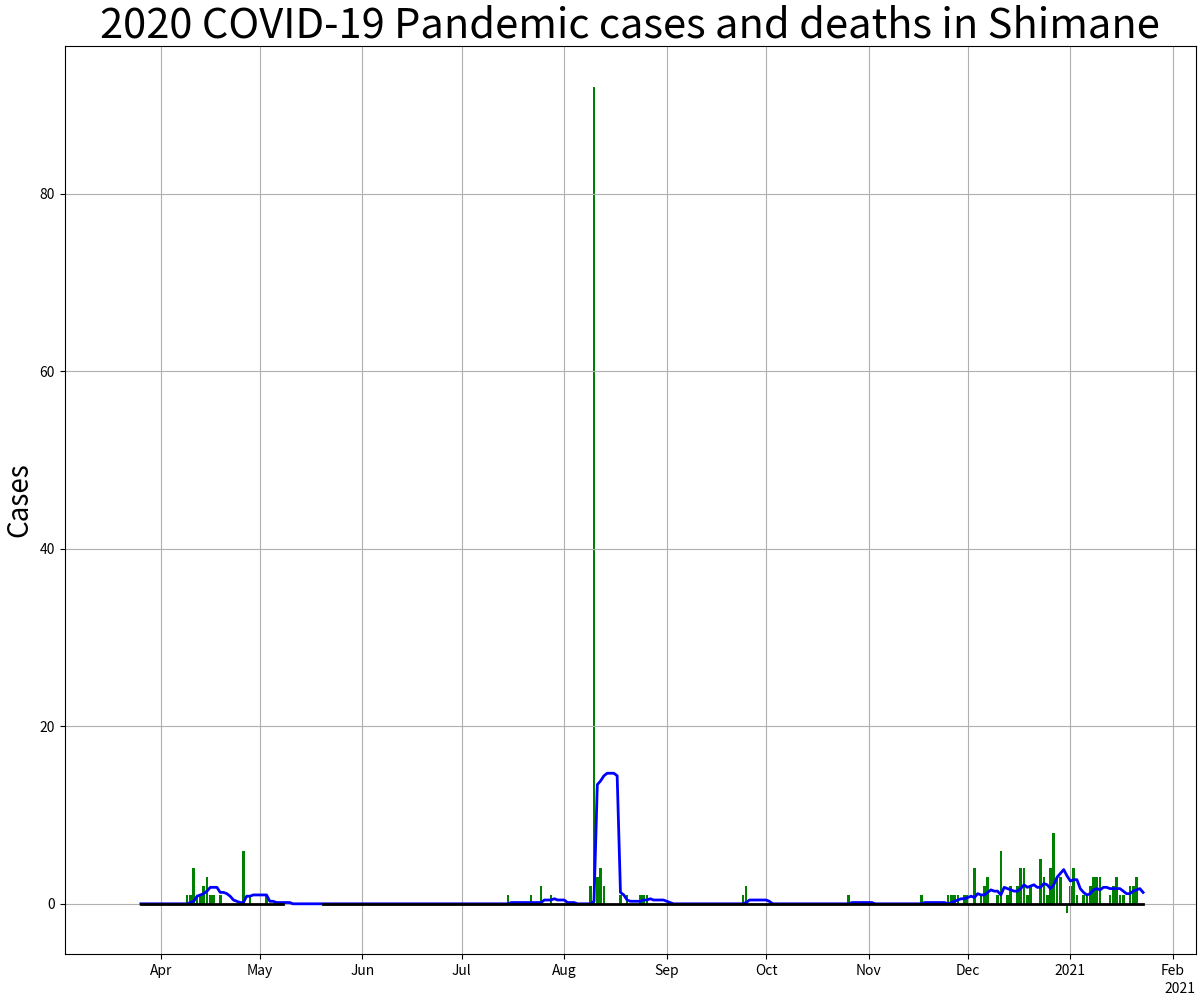 2020 COVID-19 Pandemic cases and deaths in Shimane
Cases
80
60
40
20
0
Apr May Jun Jul Aug Sep Oct Nov Dec 2021 Feb
2021